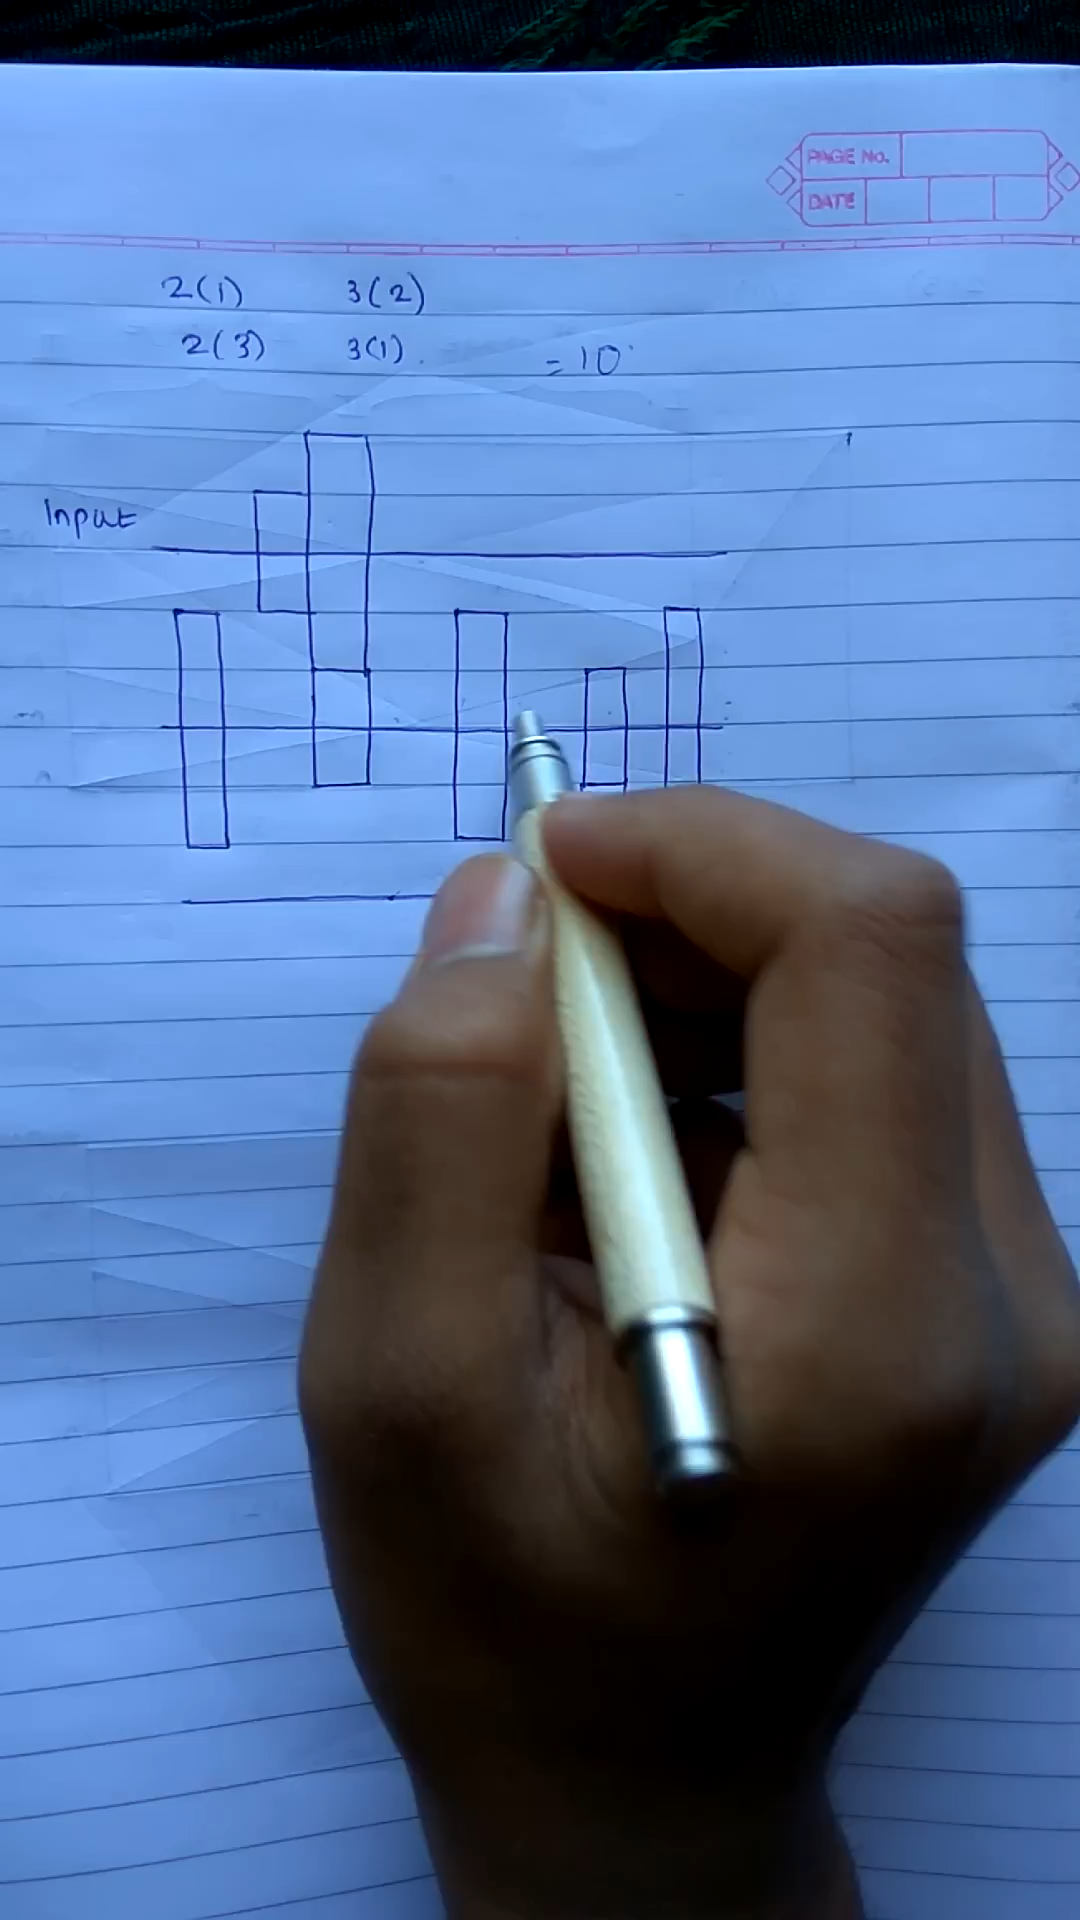 PAGE No.
DATE
2(1) 3(2)
2(3) 3(1) . = 10
Input